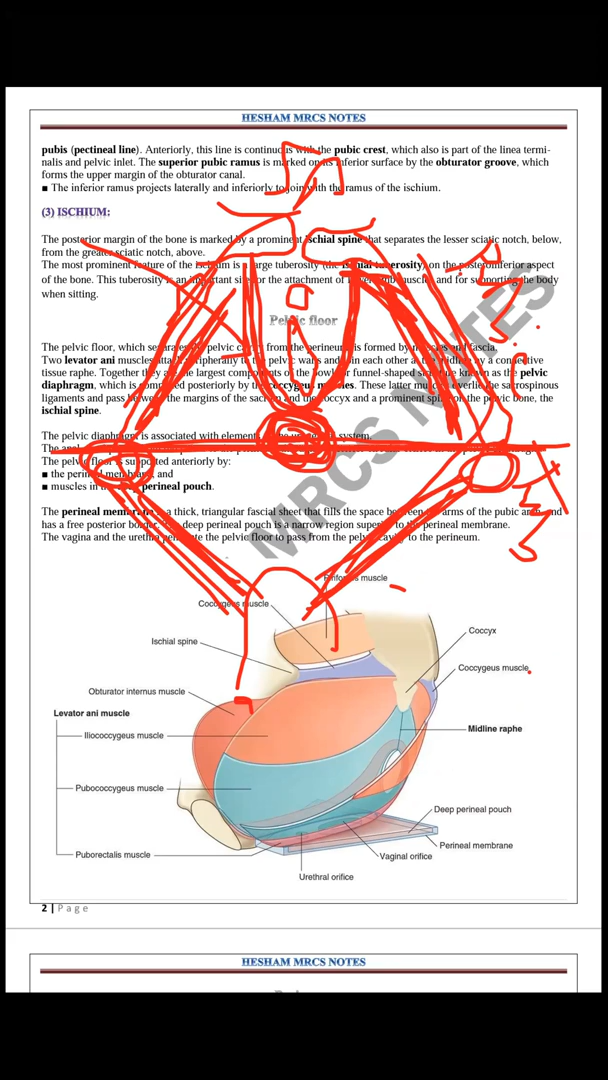 HESHAM MRCS NOTES
pubis (pectineal line). Anteriorly, this line is continuous with the pubic crest, which also is part of the linea termi-
nalis and pelvic inlet. The superior pubic ramus is marked on its inferior surface by the obturator groove, which
forms the upper margin of the obturator canal.
■ The inferior ramus projects laterally and inferiorly to join with the ramus of the ischium.
(3) ISCHIUM:
The posterior margin of the bone is marked by a prominent ischial spine that separates the lesser sciatic notch, below,
from the greater sciatic notch, above.
The most prominent feature of the ischium is a large tuberosity (the ischial tuberosity) on the posteroinferior aspect
of the bone. This tuberosity is an important site for the attachment of lower limb muscles and for supporting the body
when sitting.
Pelvic floor
The pelvic floor, which separates the pelvic cavity from the perineum, is formed by muscles and fascia.
Two levator ani muscles attach peripherally to the pelvic walls and join each other at the midline by a connective
tissue raphe. Together they are the largest components of the bowl or funnel-shaped structure known as the pelvic
diaphragm, which is completed posteriorly by the coccygeus muscles. These latter muscles overlie the sacrospinous
ligaments and pass between the margins of the sacrum and the coccyx and a prominent spine on the pelvic bone, the
ischial spine.
The pelvic diaphragm is associated with elements of the urogenital system.
The
The pelvic floor is supported anteriorly by:
■ the perineal membrane and
■ muscles in the deep perineal pouch.
The perineal membrane is a thick, triangular fascial sheet that fills the space between the arms of the pubic arch and
has a free posterior border. The deep perineal pouch is a narrow region superior to the perineal membrane.
The vagina and the urethra penetrate the pelvic floor to pass from the pelvic cavity to the perineum.
MRCS NOTES
Piriformis muscle
Coccygeus muscle
Coccyx
Ischial spine
Coccygeus muscle
Obturator internus muscle
Levator ani muscle
Midline raphe
Iliococcygeus muscle
Pubococcygeus muscle
Deep perineal pouch
Perineal membrane
Puborectalis muscle
Vaginal orifice
Urethral orifice
2 | Page
HESHAM MRCS NOTES